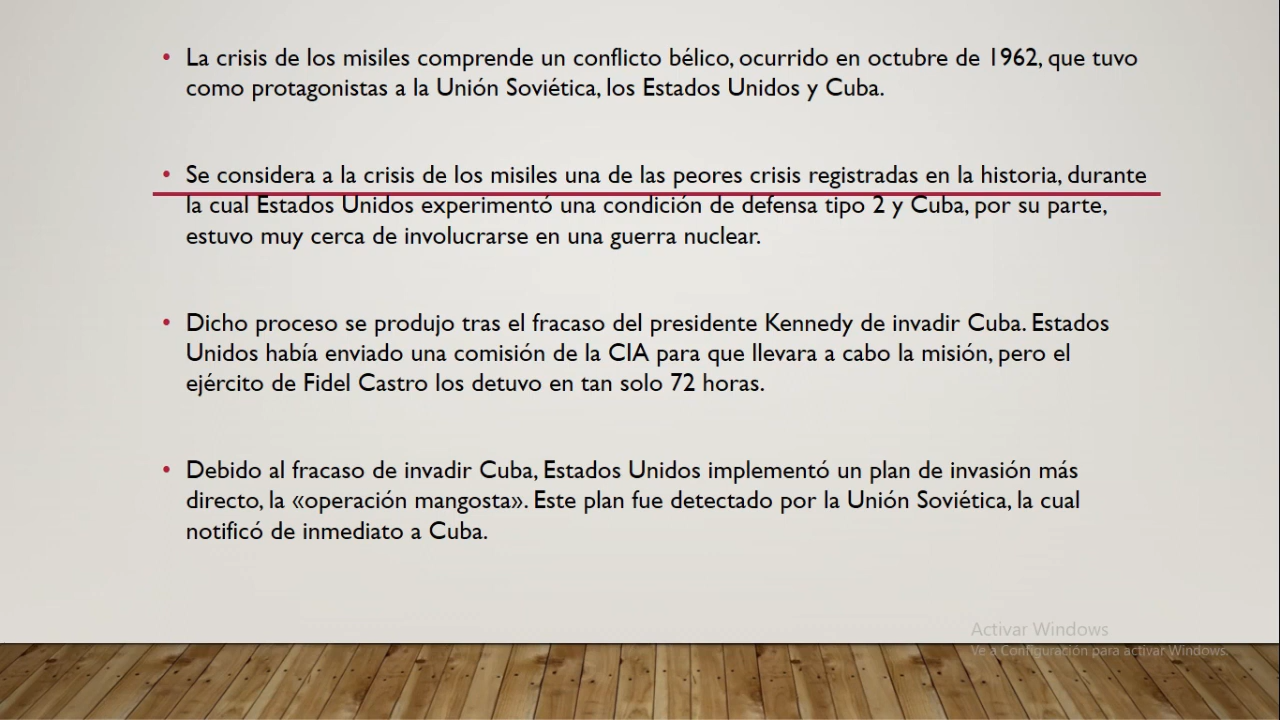 • La crisis de los misiles comprende un conflicto bélico, ocurrido en octubre de 1962, que tuvo
como protagonistas a la Unión Soviética, los Estados Unidos y Cuba.
• Se considera a la crisis de los misiles una de las peores crisis registradas en la historia, durante
la cual Estados Unidos experimentó una condición de defensa tipo 2 y Cuba, por su parte,
estuvo muy cerca de involucrarse en una guerra nuclear.
• Dicho proceso se produjo tras el fracaso del presidente Kennedy de invadir Cuba. Estados
Unidos había enviado una comisión de la CIA para que llevara a cabo la misión, pero el
ejército de Fidel Castro los detuvo en tan solo 72 horas.
• Debido al fracaso de invadir Cuba, Estados Unidos implementó un plan de invasión más
directo, la «operación mangosta». Este plan fue detectado por la Unión Soviética, la cual
notificó de inmediato a Cuba.
Activar Windows
Ve a Configuración para activar Windows.